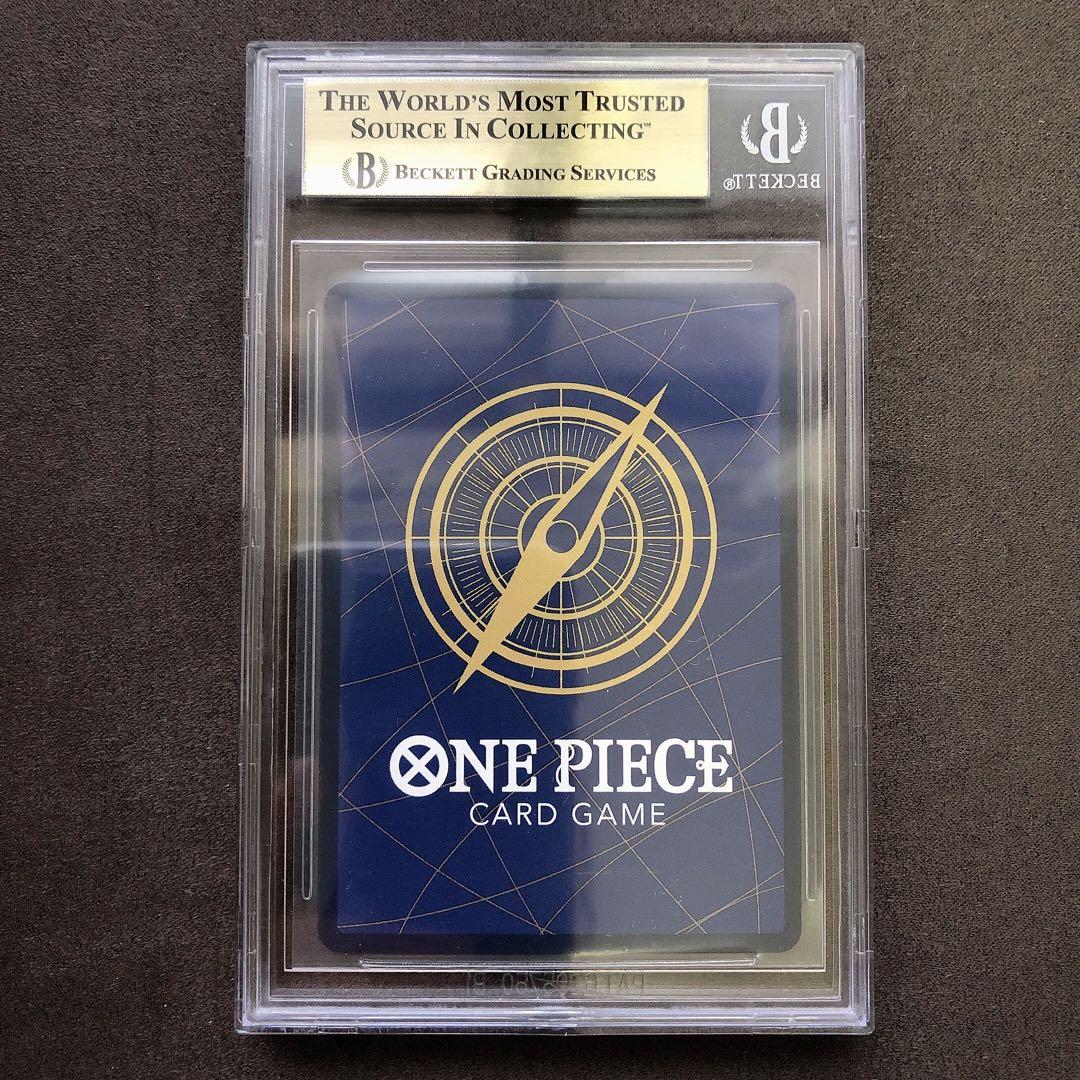 THE WORLD'S MOST TRUSTED
SOURCE IN COLLECTING™
B BECKETT GRADING SERVICES
B
BECKETT®
ONE PIECE
CARD GAME